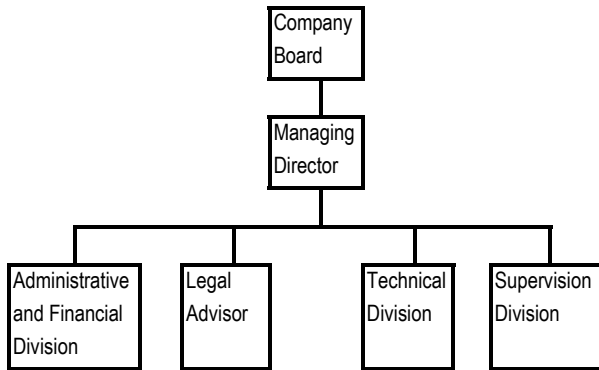 Company
Board
Managing
Director
Administrative
and Financial
Division
Legal
Advisor
Technical
Division
Supervision
Division